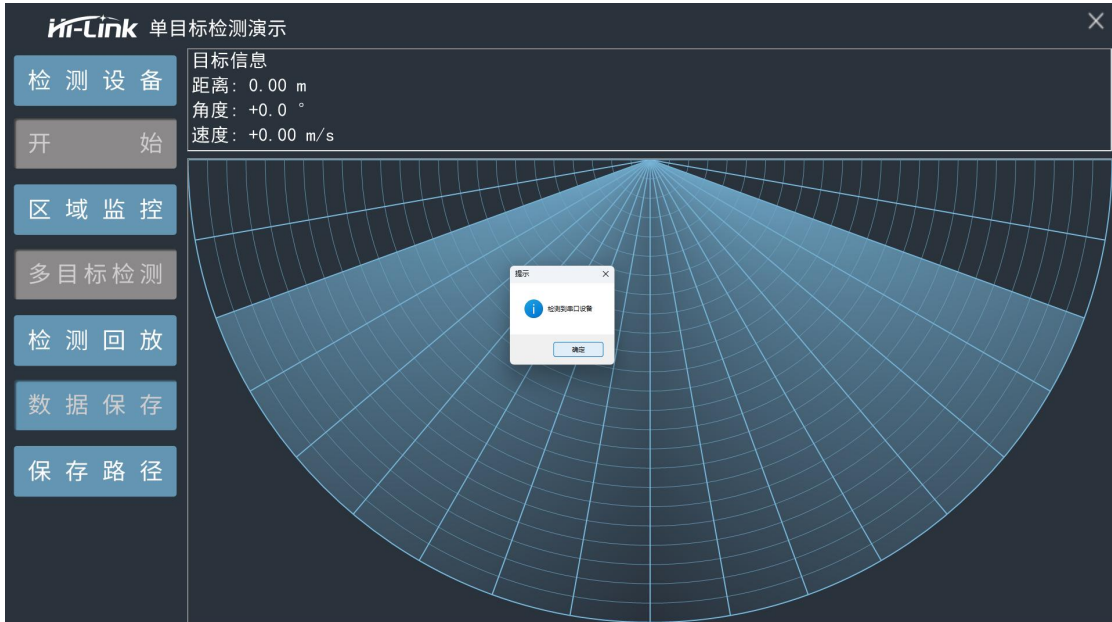 Hi-Link 单目标检测演示
检测设备
开始
区域监控
多目标检测
检测回放
数据保存
保存路径
目标信息
距离: 0.00 m
角度: +0.0 °
速度: +0.00 m/s
提示
检测到串口设备
确定